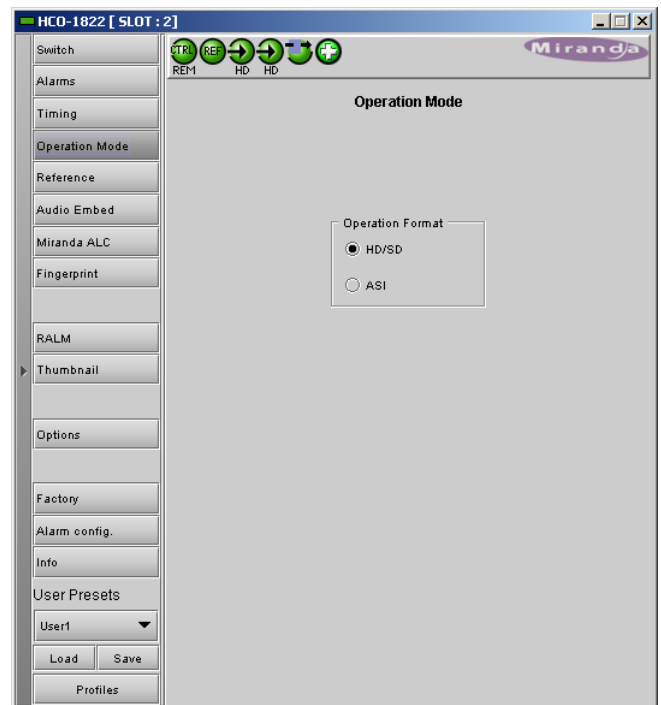 HCO-1822 [ SLOT : 2]
Switch
Alarms
Timing
Operation Mode
Reference
Audio Embed
Miranda ALC
Fingerprint
RALM
Thumbnail
Options
Factory
Alarm config.
Info
User Presets
User1
Load Save
Profiles
CTRL REF
REM HD HD
Miranda
Operation Mode
Operation Format
HD/SD
ASI